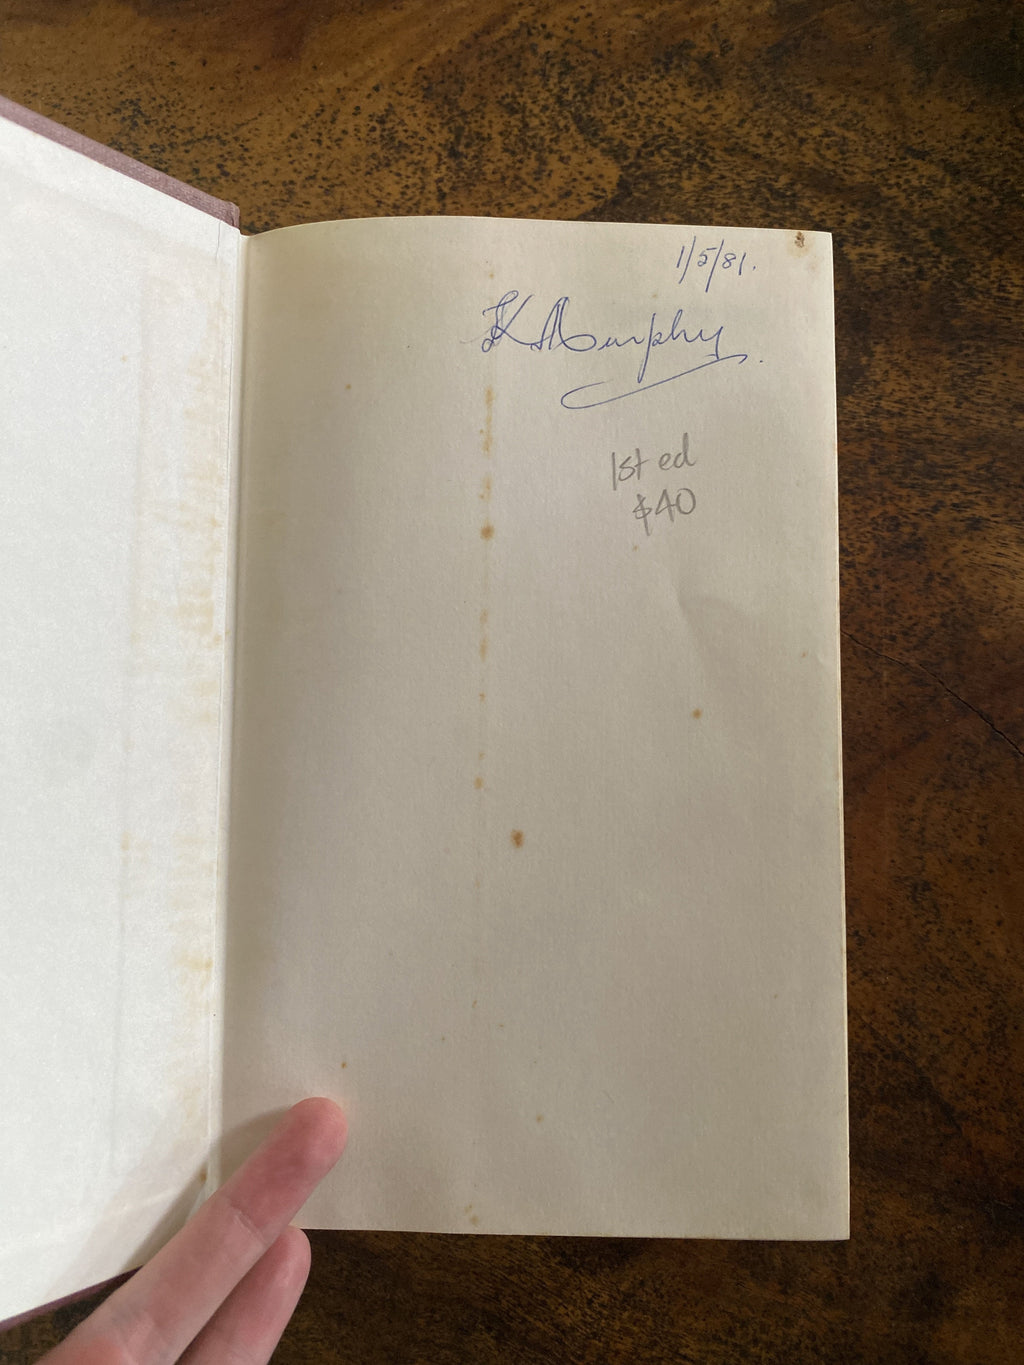 1/5/81.
K Murphy.
1st ed
$40